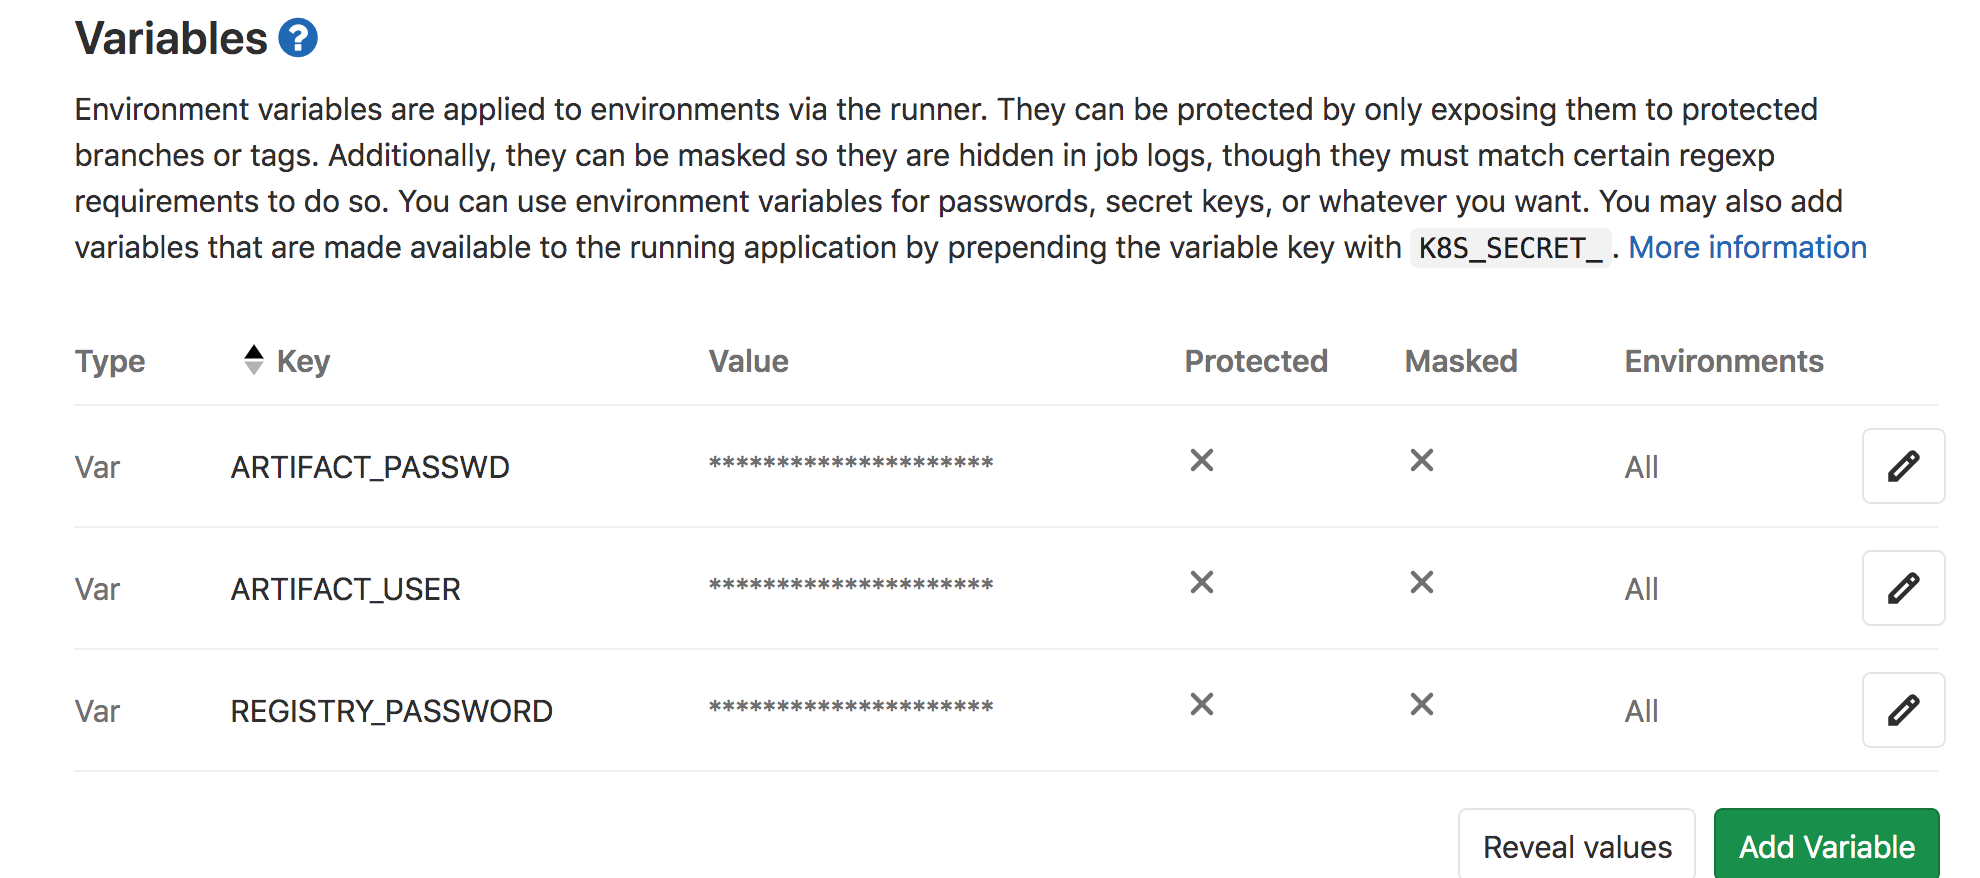 Variables ?
Environment variables are applied to environments via the runner. They can be protected by only exposing them to protected
branches or tags. Additionally, they can be masked so they are hidden in job logs, though they must match certain regexp
requirements to do so. You can use environment variables for passwords, secret keys, or whatever you want. You may also add
variables that are made available to the running application by prepending the variable key with K8S_SECRET_ . More information
Type Key Value Protected Masked Environments
Var ARTIFACT_PASSWD ********************* All
Var ARTIFACT_USER ********************* All
Var REGISTRY_PASSWORD ********************* All
Reveal values Add Variable